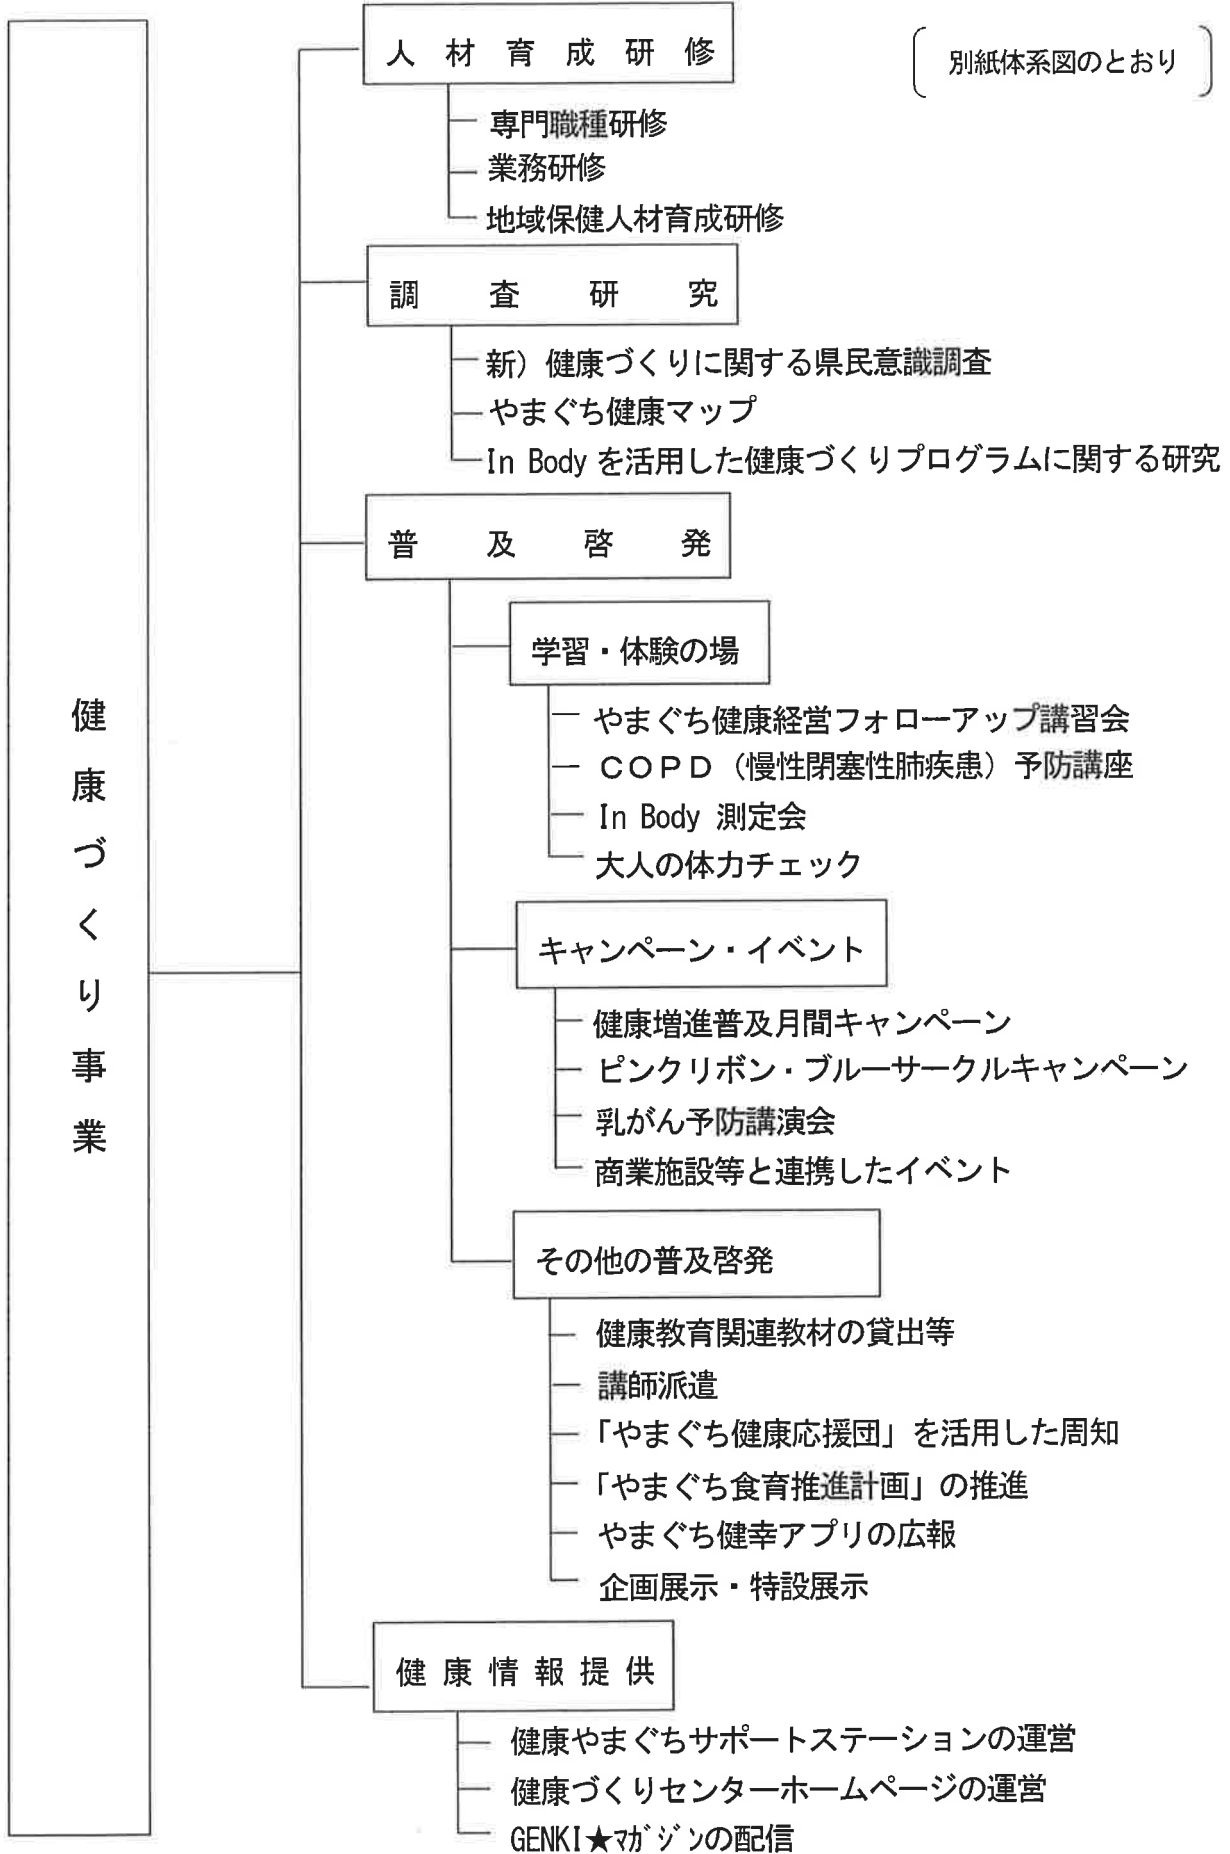 健康づくり事業
人材育成研修
別紙体系図のとおり
専門職種研修
業務研修
地域保健人材育成研修
調査研究
新）健康づくりに関する県民意識調査
やまぐち健康マップ
In Body を活用した健康づくりプログラムに関する研究
普及啓発
学習・体験の場
やまぐち健康経営フォローアップ講習会
ＣＯＰＤ（慢性閉塞性肺疾患）予防講座
In Body 測定会
大人の体力チェック
キャンペーン・イベント
健康増進普及月間キャンペーン
ピンクリボン・ブルーサークルキャンペーン
乳がん予防講演会
商業施設等と連携したイベント
その他の普及啓発
健康教育関連教材の貸出等
講師派遣
「やまぐち健康応援団」を活用した周知
「やまぐち食育推進計画」の推進
やまぐち健幸アプリの広報
企画展示・特設展示
健康情報提供
健康やまぐちサポートステーションの運営
健康づくりセンターホームページの運営
GENKI★ﾏｶﾞｼﾞﾝの配信